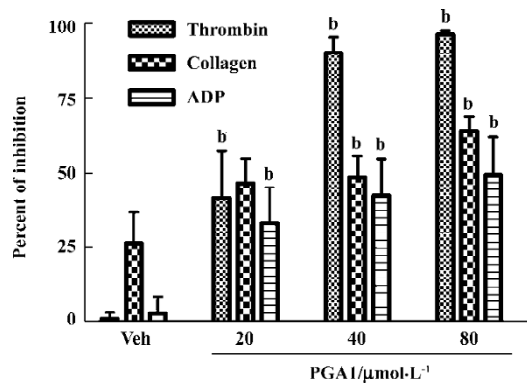 100
75
50
25
0
Percent of inhibition
Thrombin
Collagen
ADP
b
b
b
b
b
b
b
b
Veh
20
40
80
PGA1/μmol·L⁻¹